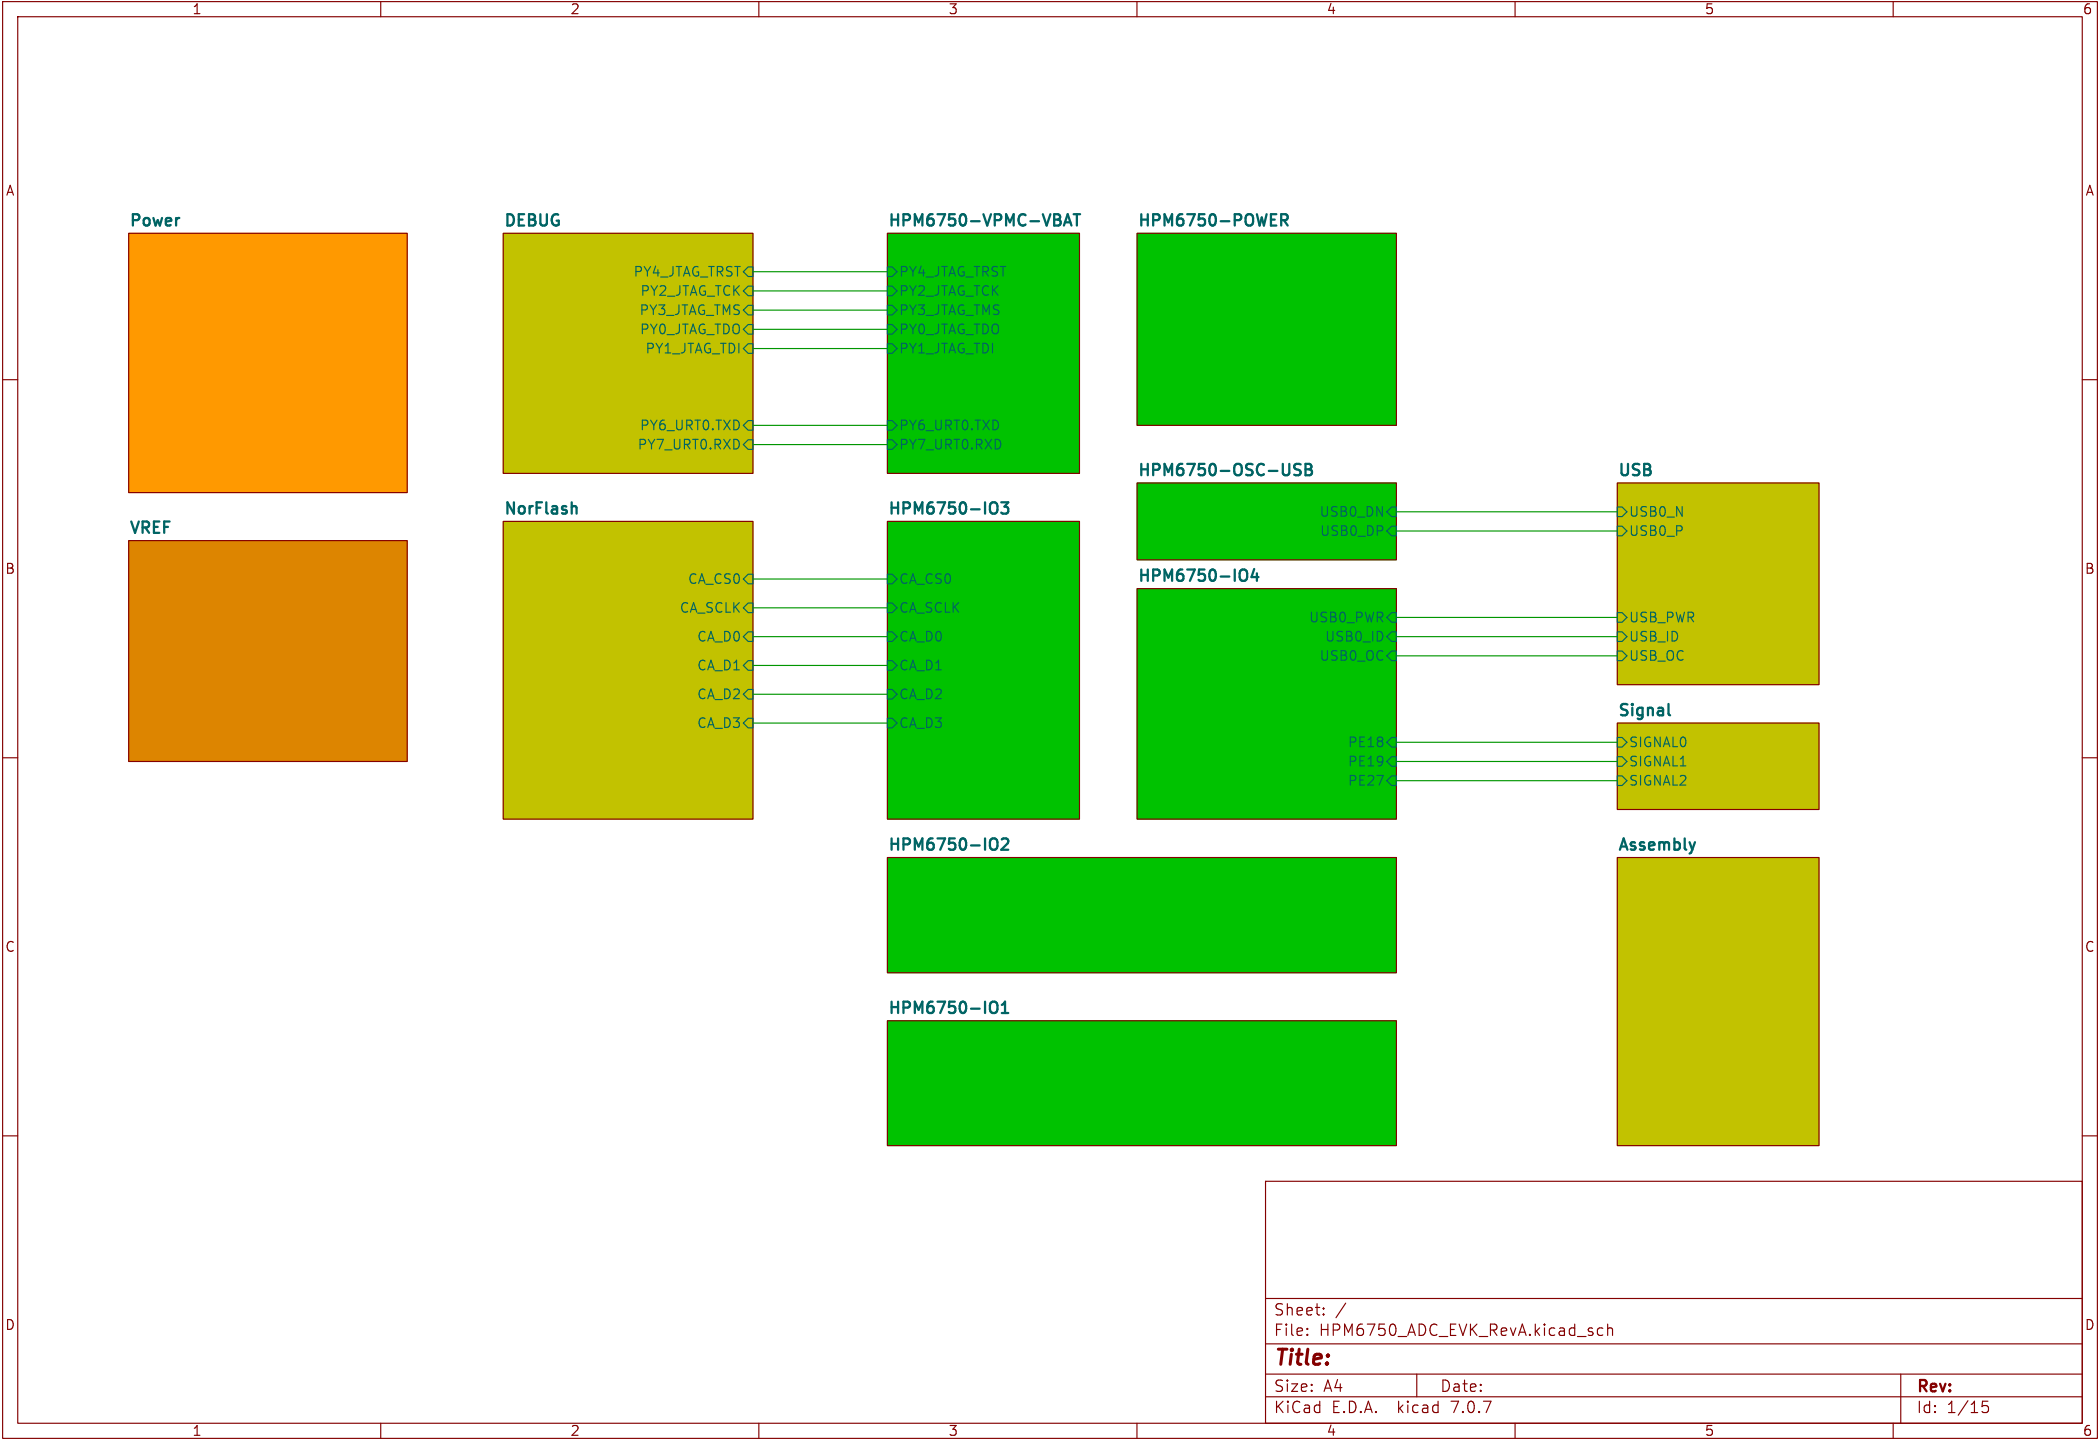 1 2 3 4 5 6
A A
B B
C C
D D
Power
VREF
DEBUG
PY4_JTAG_TRST
PY2_JTAG_TCK
PY3_JTAG_TMS
PY0_JTAG_TDO
PY1_JTAG_TDI
PY6_URT0.TXD
PY7_URT0.RXD
NorFlash
CA_CS0
CA_SCLK
CA_D0
CA_D1
CA_D2
CA_D3
HPM6750-VPMC-VBAT
PY4_JTAG_TRST
PY2_JTAG_TCK
PY3_JTAG_TMS
PY0_JTAG_TDO
PY1_JTAG_TDI
PY6_URT0.TXD
PY7_URT0.RXD
HPM6750-IO3
CA_CS0
CA_SCLK
CA_D0
CA_D1
CA_D2
CA_D3
HPM6750-IO2
HPM6750-IO1
HPM6750-POWER
HPM6750-OSC-USB
USB0_DN
USB0_DP
HPM6750-IO4
USB0_PWR
USB0_ID
USB0_OC
PE18
PE19
PE27
USB
USB0_N
USB0_P
USB_PWR
USB_ID
USB_OC
Signal
SIGNAL0
SIGNAL1
SIGNAL2
Assembly
Sheet: /
File: HPM6750_ADC_EVK_RevA.kicad_sch
Title:
Size: A4 Date: Rev:
KiCad E.D.A. kicad 7.0.7 Id: 1/15
1 2 3 4 5 6